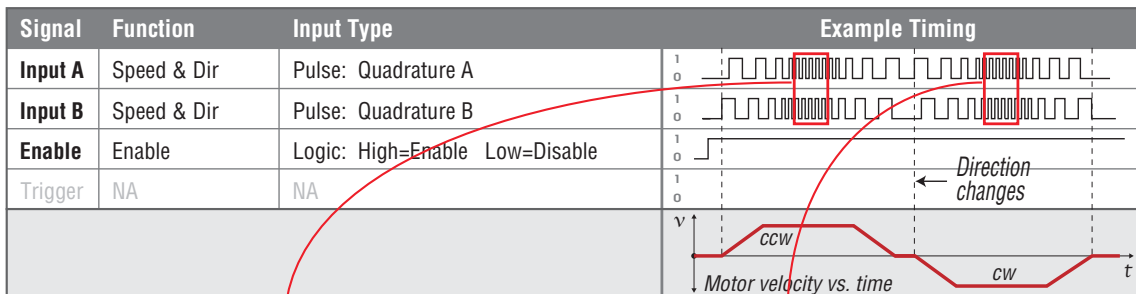 Signal Function Input Type Example Timing
Input A Speed & Dir Pulse: Quadrature A 1
0
Input B Speed & Dir Pulse: Quadrature B 1
0
Enable Enable Logic: High=Enable Low=Disable 1
0
Trigger NA NA 1
0
Direction
changes
v
ccw
cw
t
Motor velocity vs. time